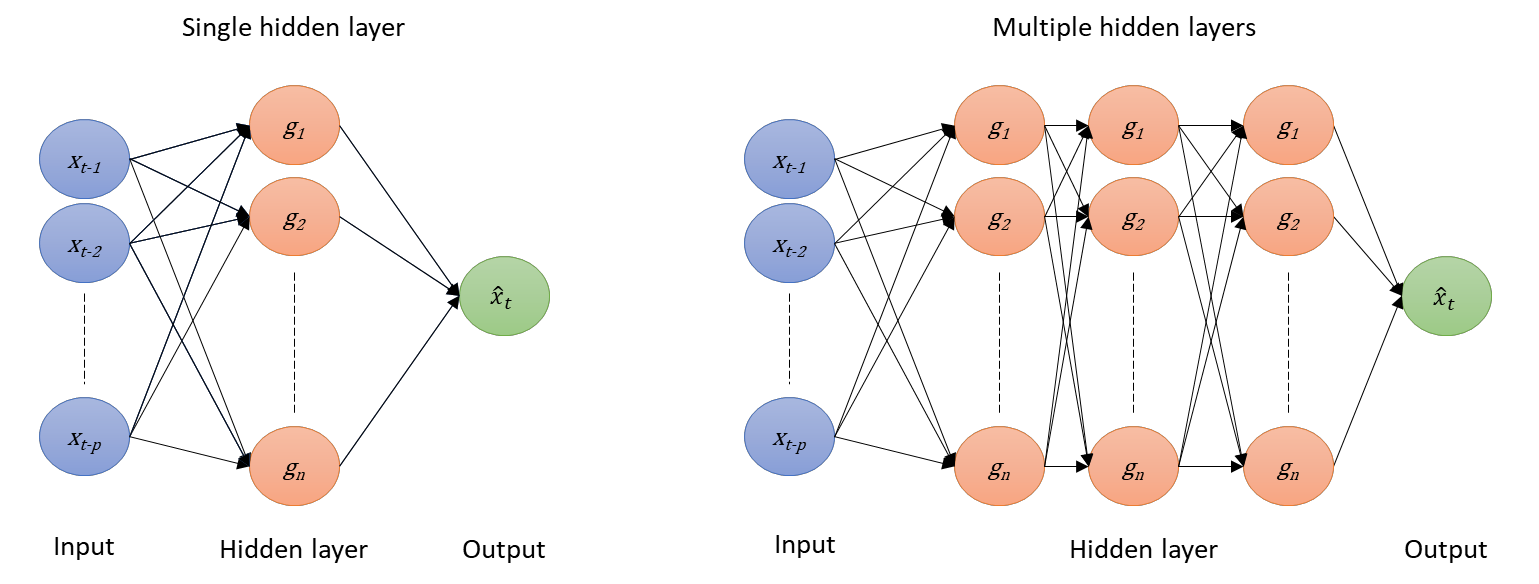 Single hidden layer
x_{t-1}
x_{t-2}
x_{t-p}
g_1
g_2
g_n
x̂_t
Input
Hidden layer
Output
Multiple hidden layers
x_{t-1}
x_{t-2}
x_{t-p}
g_1
g_2
g_n
g_1
g_2
g_n
g_1
g_2
g_n
x̂_t
Input
Hidden layer
Output